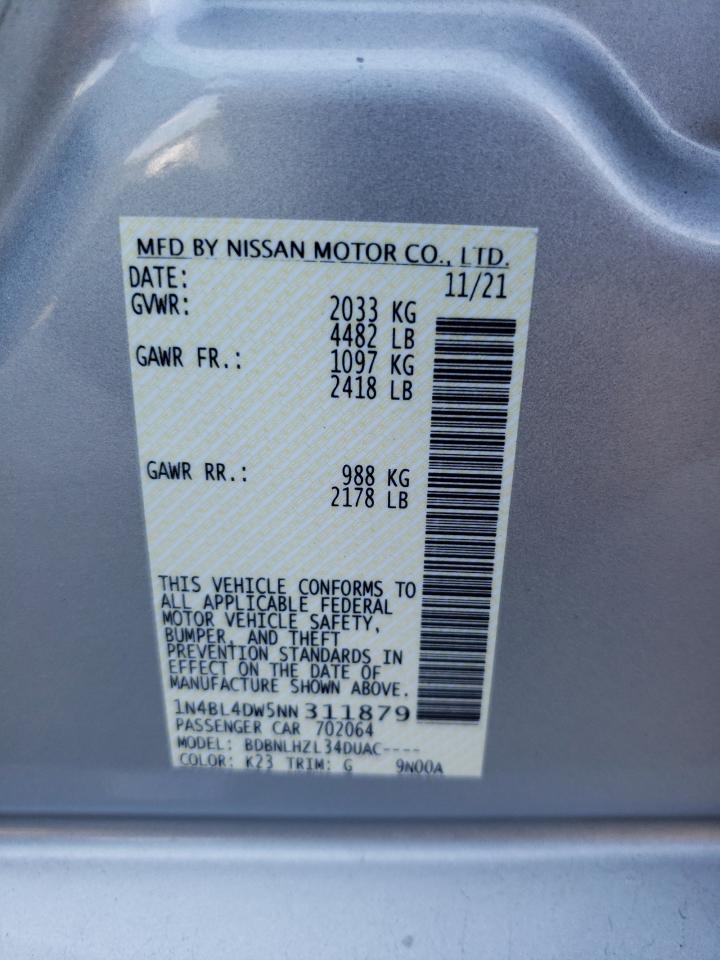 MFD BY NISSAN MOTOR CO., LTD.
DATE: 11/21
GVWR: 2033 KG
4482 LB
GAWR FR.: 1097 KG
2418 LB
GAWR RR.: 988 KG
2178 LB
THIS VEHICLE CONFORMS TO
ALL APPLICABLE FEDERAL
MOTOR VEHICLE SAFETY,
BUMPER, AND THEFT
PREVENTION STANDARDS IN
EFFECT ON THE DATE OF
MANUFACTURE SHOWN ABOVE.
1N4BL4DW5NN311879
PASSENGER CAR 702064
MODEL: BDBNLHZL34DUAC----
COLOR: K23 TRIM: G 9N00A